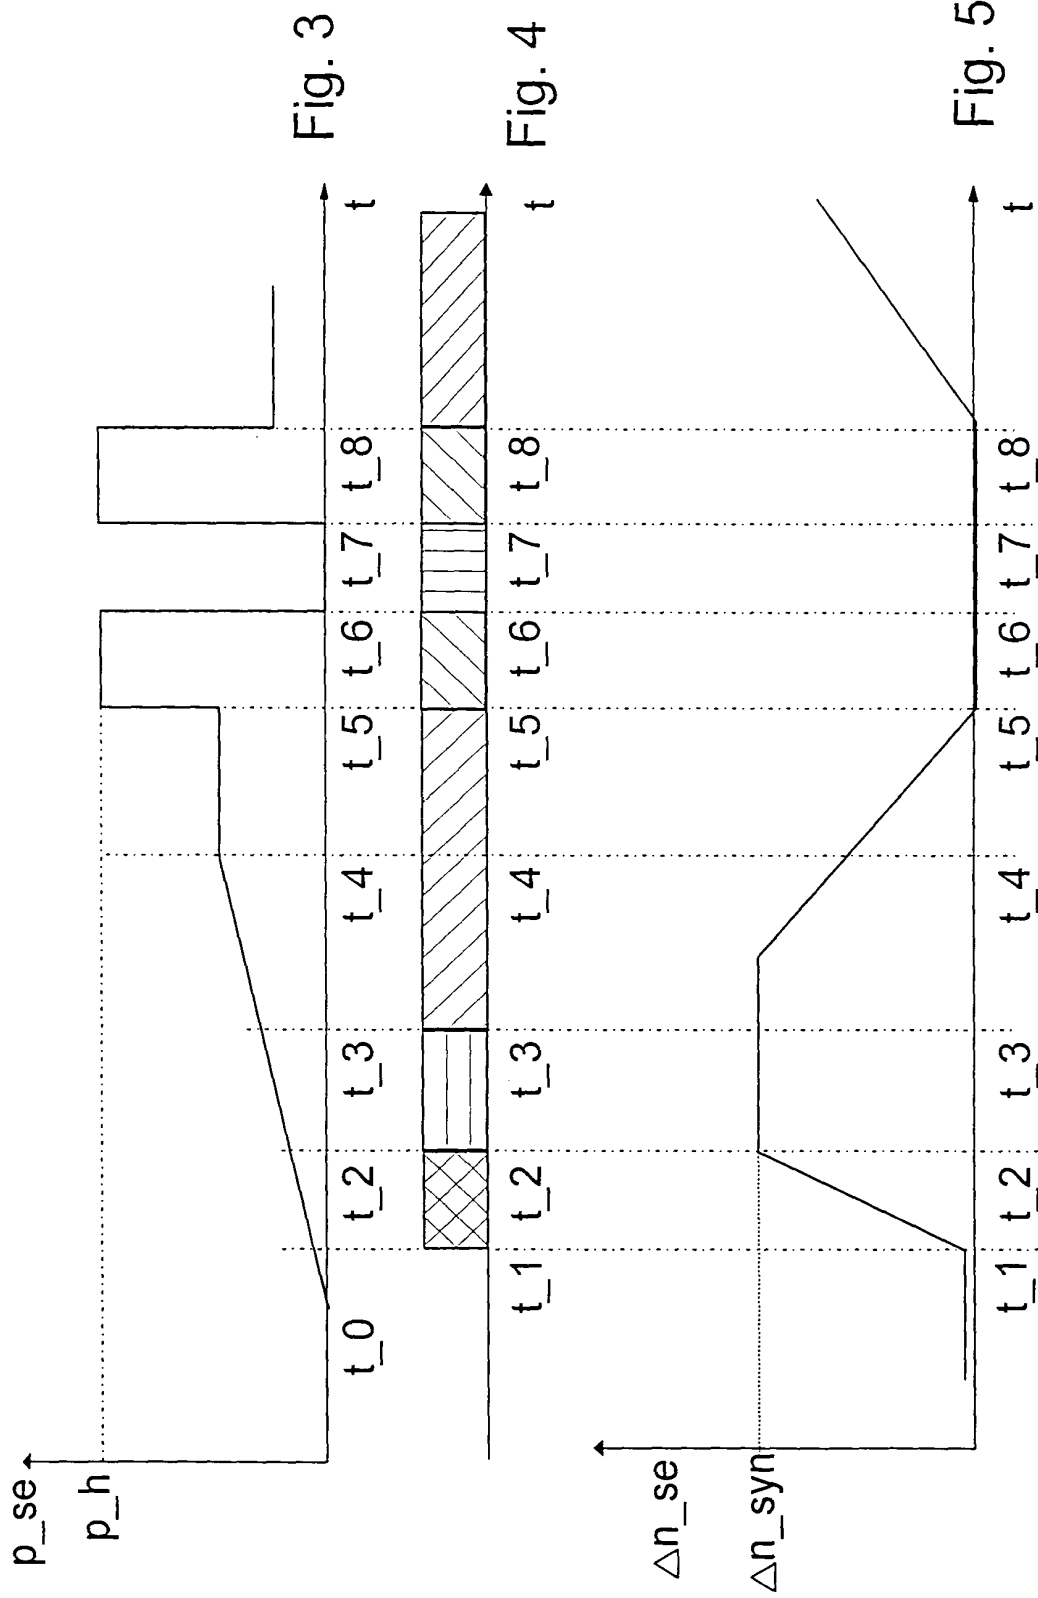 p_se
p_h
t_0
t_2
t_3
t_4
t_5
t_6
t_7
t_8
t
Fig. 3
t_1
t_2
t_3
t_4
t_5
t_6
t_7
t_8
t
Fig. 4
Δn_se
Δn_syn
t_1
t_2
t_3
t_4
t_5
t_6
t_7
t_8
t
Fig. 5